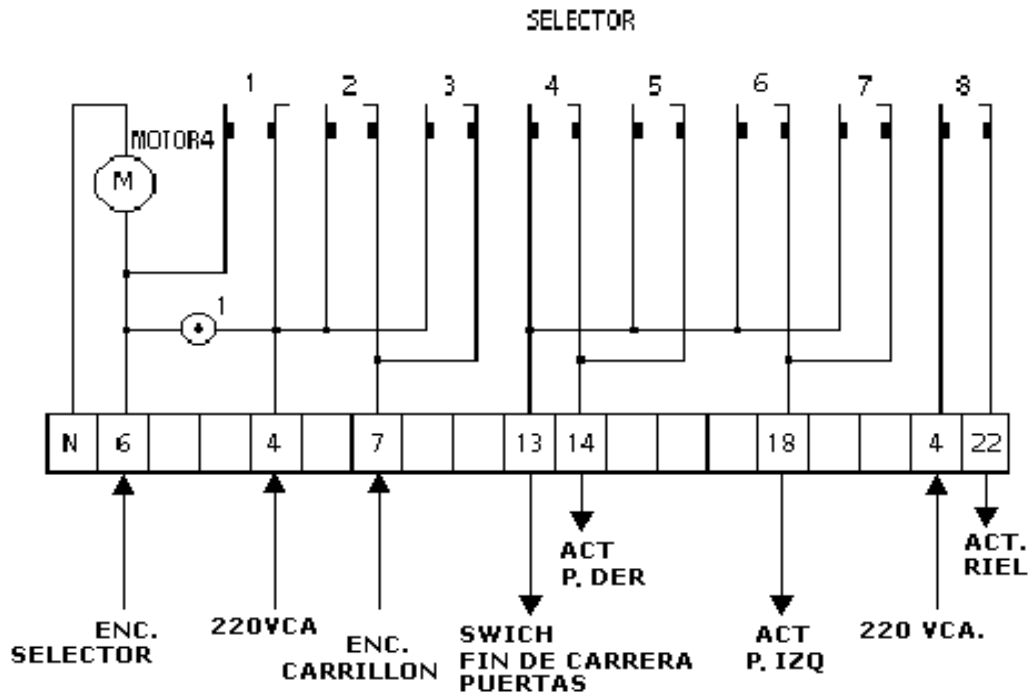 SELECTOR
1 2 3 4 5 6 7 8
MOTOR4
M
1
N 6 4 7 13 14 18 4 22
ENC.
SELECTOR
220VCA
ENC.
CARRILLON
SWICH
FIN DE CARRERA
PUERTAS
ACT
P. DER
ACT
P. IZQ
220 VCA.
ACT.
RIEL